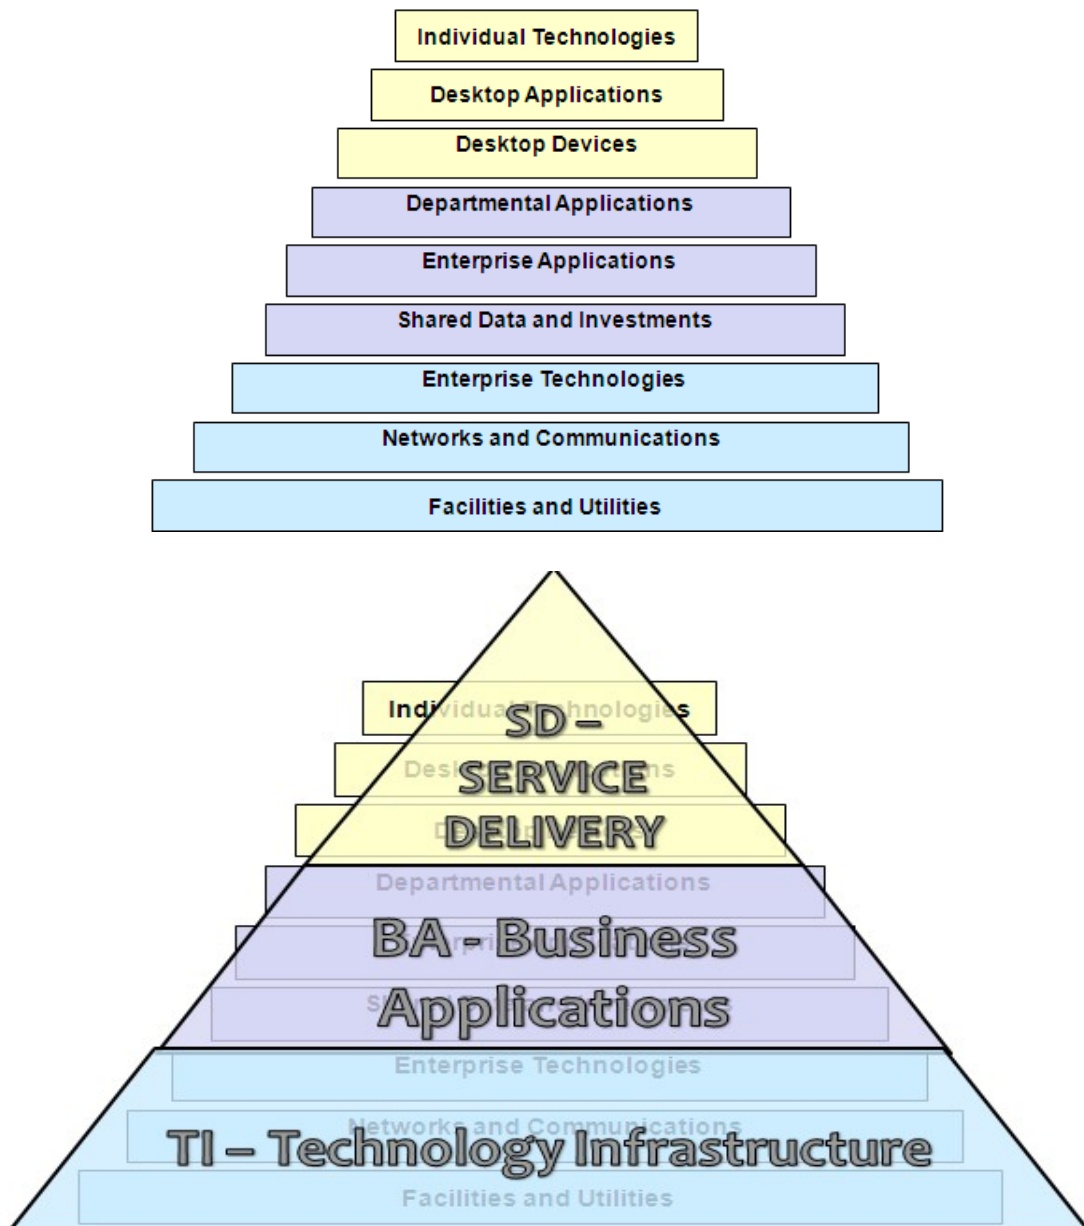 Individual Technologies
Desktop Applications
Desktop Devices
Departmental Applications
Enterprise Applications
Shared Data and Investments
Enterprise Technologies
Networks and Communications
Facilities and Utilities
Individual Technologies
SD –
Desktop Applications
SERVICE
DELIVERY
Departmental Applications
BA - Business
Applications
Enterprise Technologies
Networks and Communications
TI – Technology Infrastructure
Facilities and Utilities